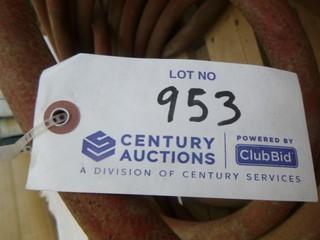 LOT NO
953
CENTURY AUCTIONS POWERED BY ClubBid
A DIVISION OF CENTURY SERVICES